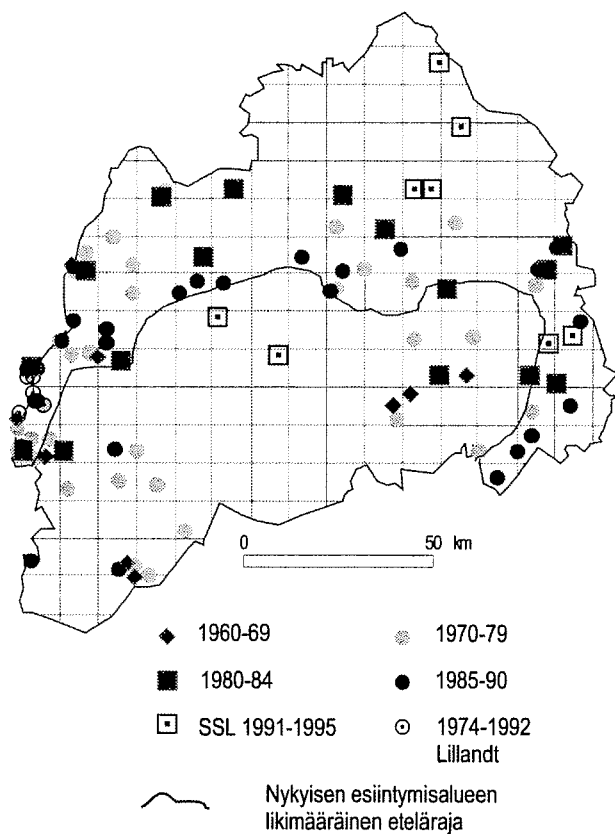 0 50 km
1960-69 1970-79
1980-84 1985-90
SSL 1991-1995 1974-1992
Lillandt
Nykyisen esiintymisalueen
likimääräinen eteläraja